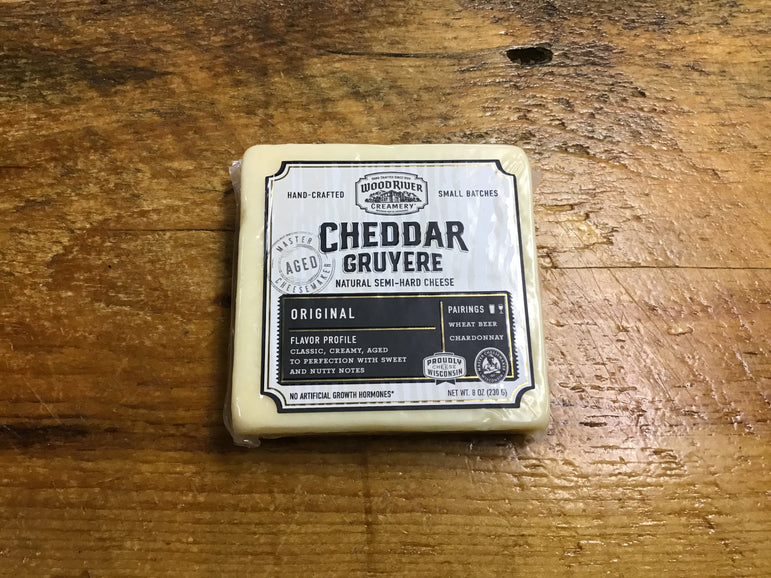 HAND-CRAFTED
WOOD RIVER
CREAMERY
SMALL BATCHES
CHEDDAR
GRUYERE
NATURAL SEMI-HARD CHEESE
MASTER
AGED
CHEESEMAKER
ORIGINAL
FLAVOR PROFILE
CLASSIC, CREAMY, AGED
TO PERFECTION WITH SWEET
AND NUTTY NOTES
PAIRINGS
WHEAT BEER
CHARDONNAY
PROUDLY
WISCONSIN
CHEESE
NO ARTIFICIAL GROWTH HORMONES*
NET WT. 8 OZ (230 G)